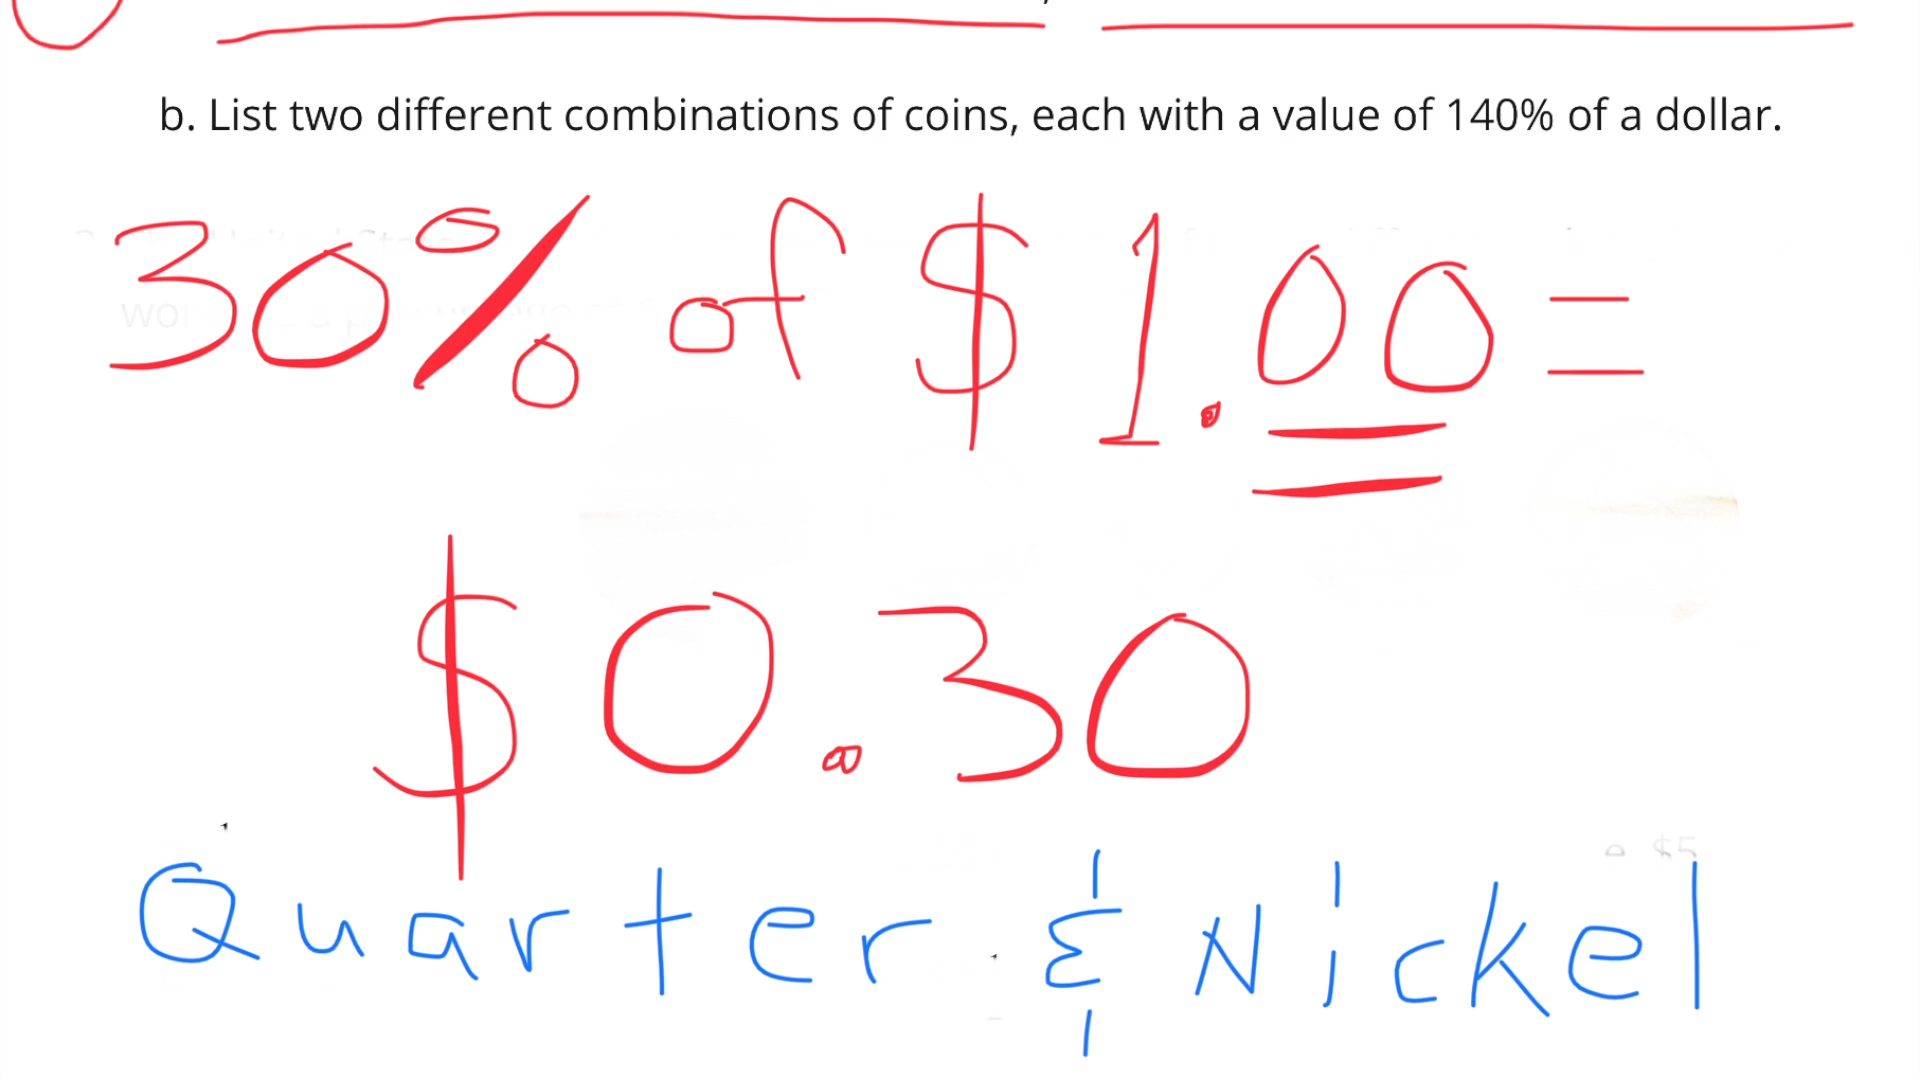 b. List two different combinations of coins, each with a value of 140% of a dollar.
30% of $1.00 =
$0.30
Quarter & Nickel